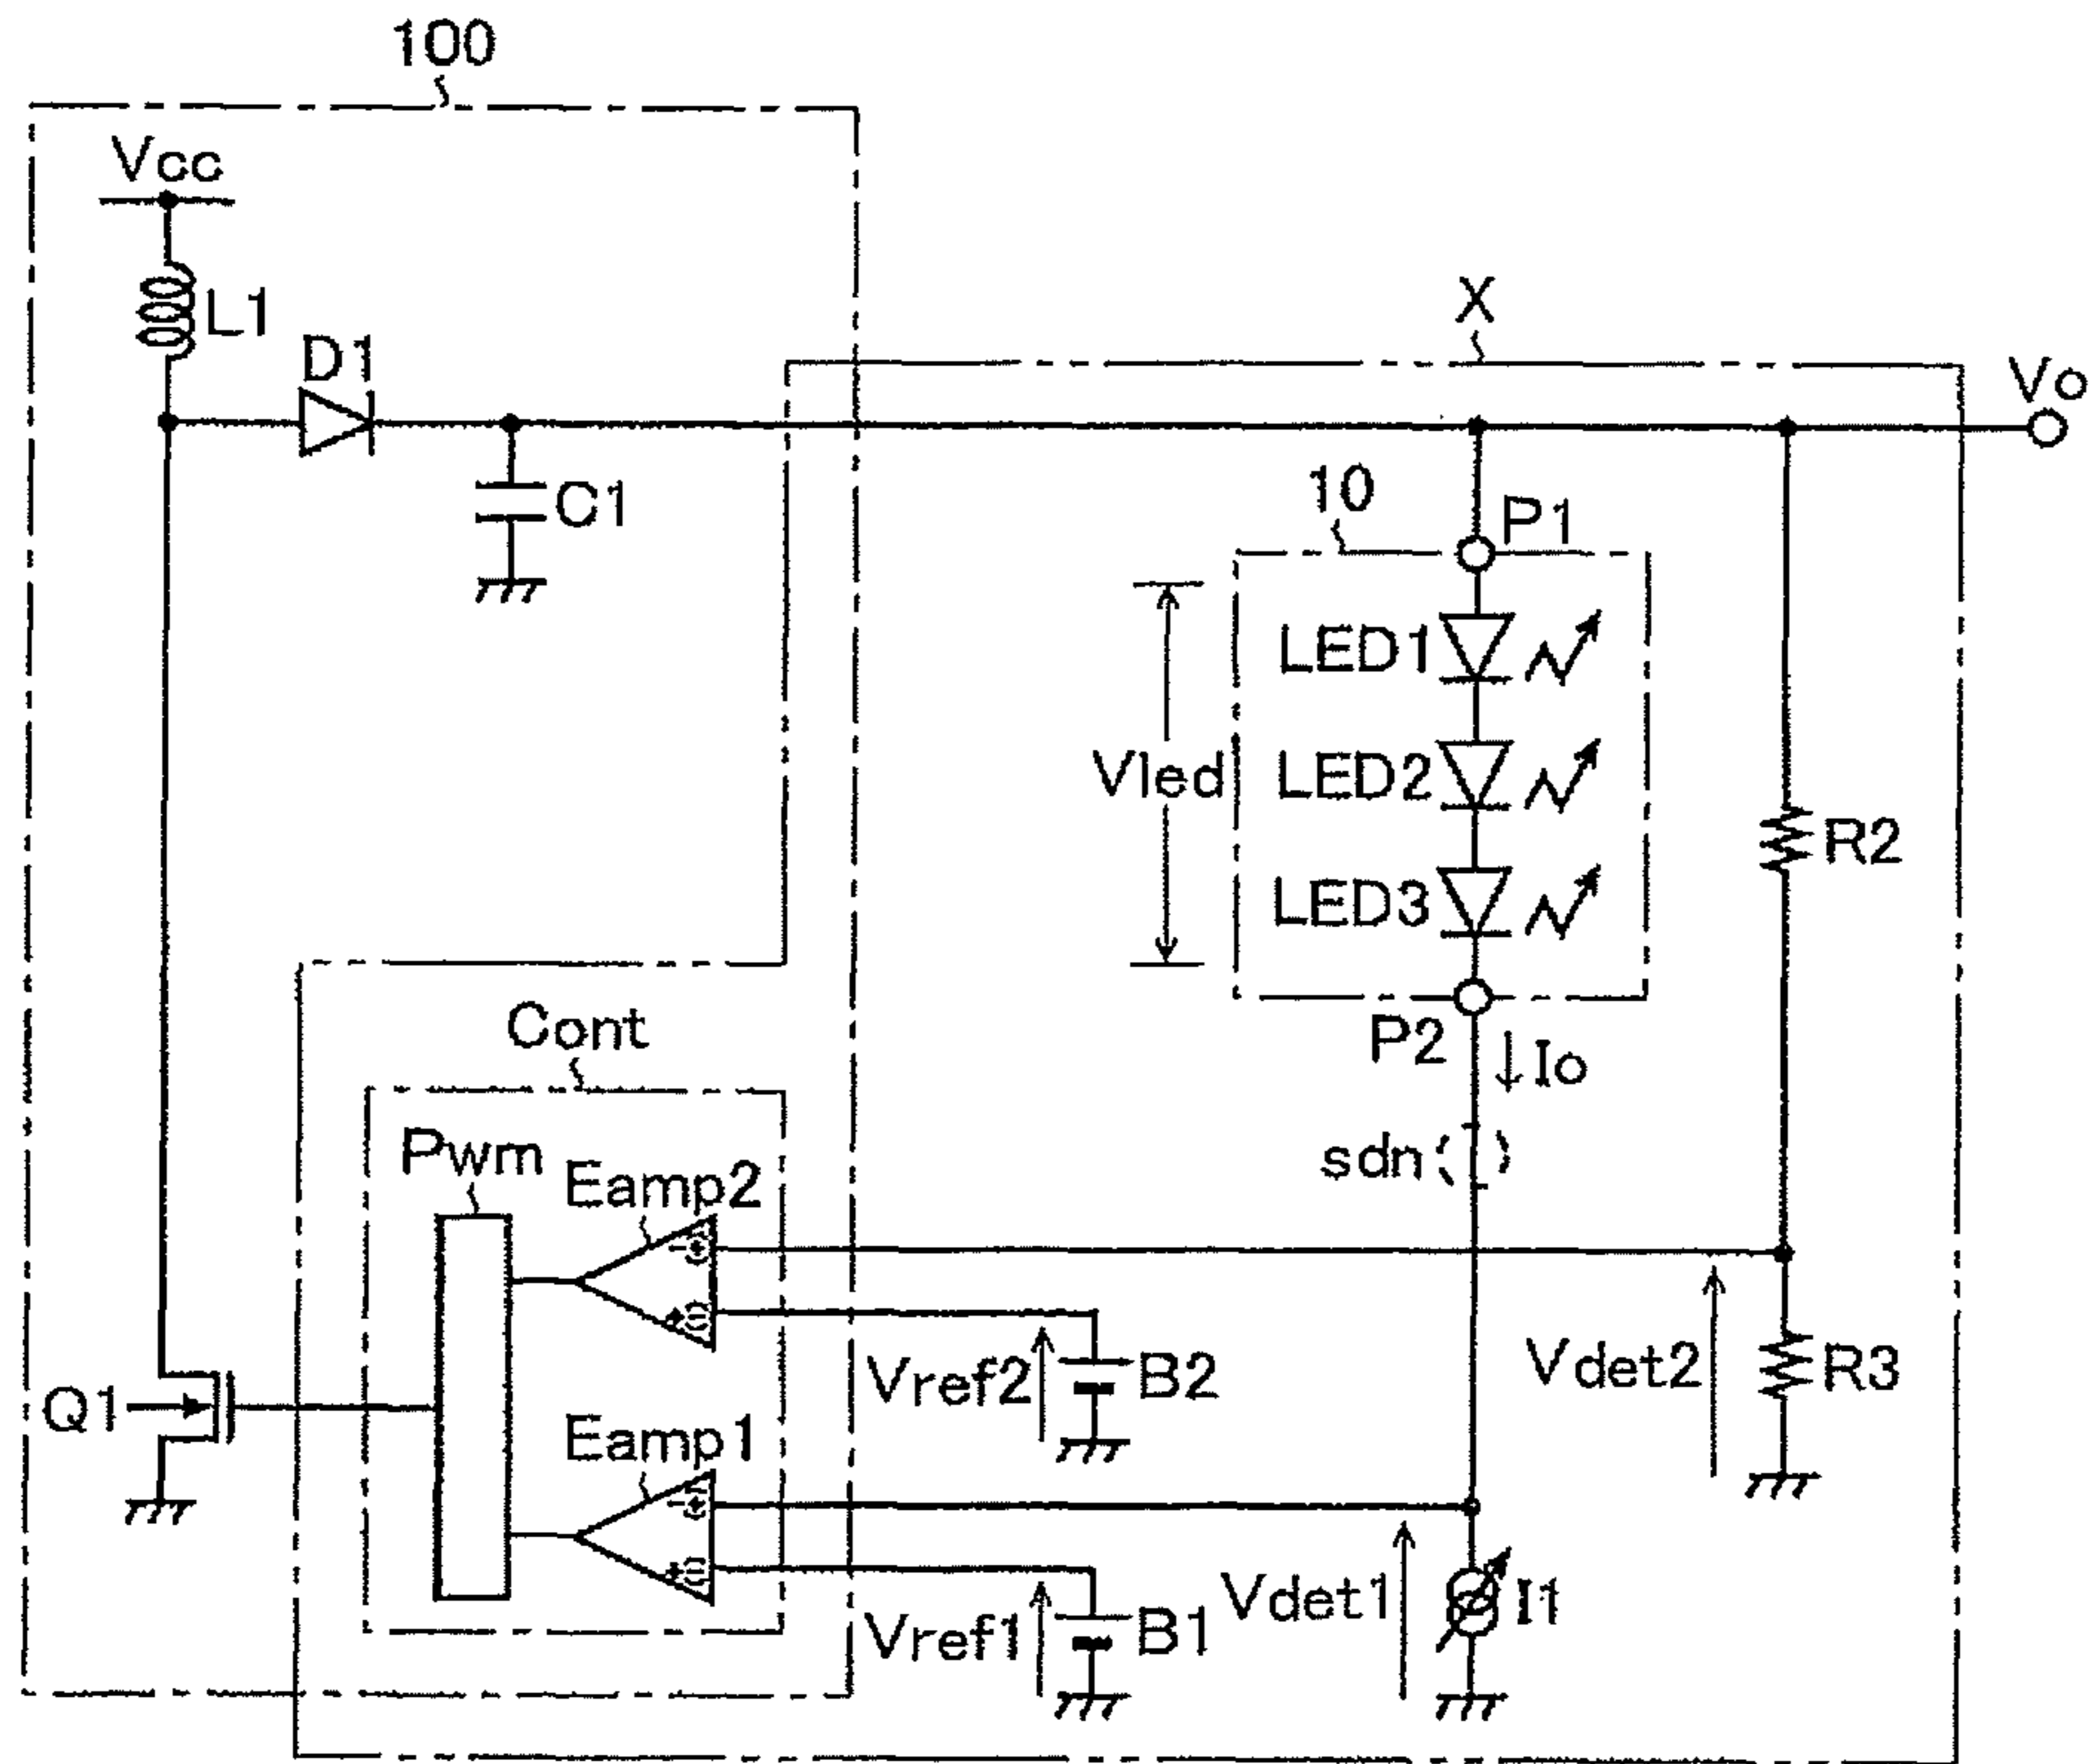 100
Vcc
L1
D1
C1
X
Vo
10
P1
LED1
Vled
LED2
LED3
R2
P2
Io
Cont
sdn
Pwm
Eamp2
(+)
(-)
Vref2
B2
Vdet2
R3
Q1
Eamp1
(+)
(-)
Vref1
B1
Vdet1
I1